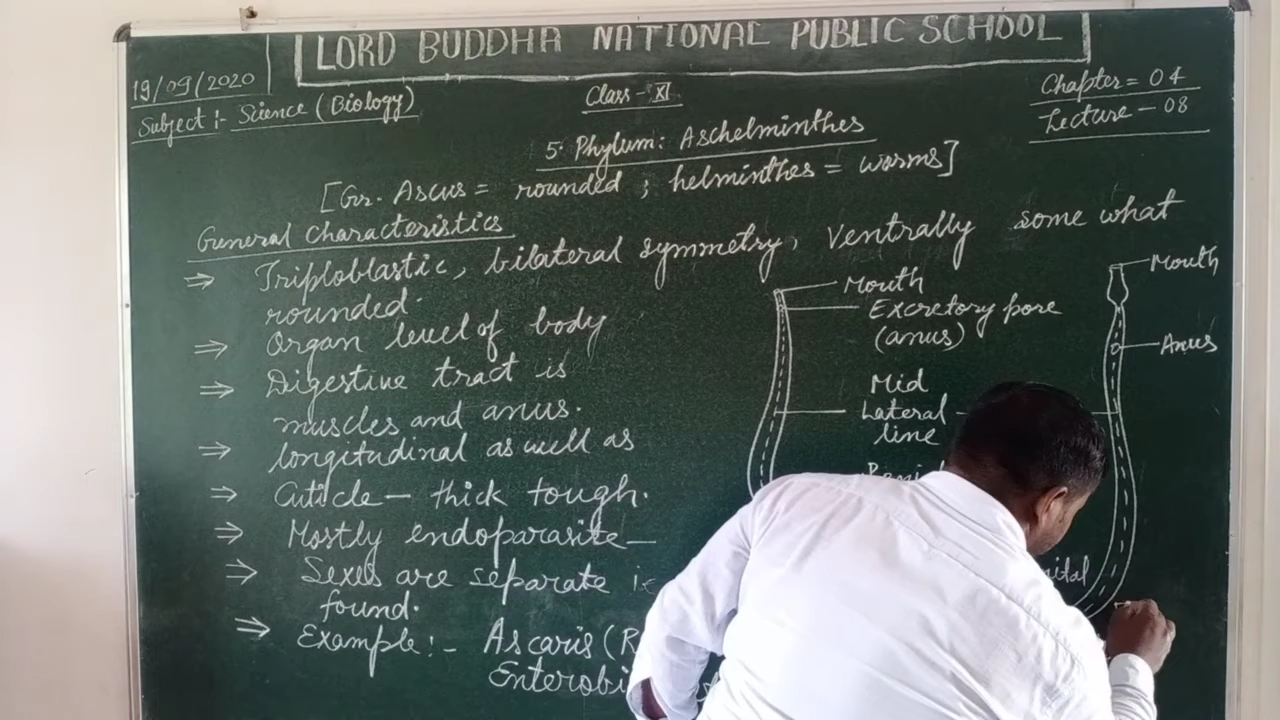 LORD BUDDHA NATIONAL PUBLIC SCHOOL
19/09/2020
Subject :- Science (Biology)
Class - XI
Chapter = 04
Lecture - 08
5. Phylum: Aschelminthes
[Gr. Ascus = rounded ; helminthes = worms]
General characteristics
⇒ Triploblastic, bilateral symmetry, ventrally some what
rounded.
⇒ Organ level of body
⇒ Digestive tract is
muscles and anus.
⇒ longitudinal as well as
⇒ Cuticle - thick tough.
⇒ Mostly endoparasite -
⇒ Sexes are separate i
found.
⇒ Example :- Ascaris (R
Enterobi
Mouth
Excretory pore
(anus)
Mid
Lateral
line
Mouth
Anus